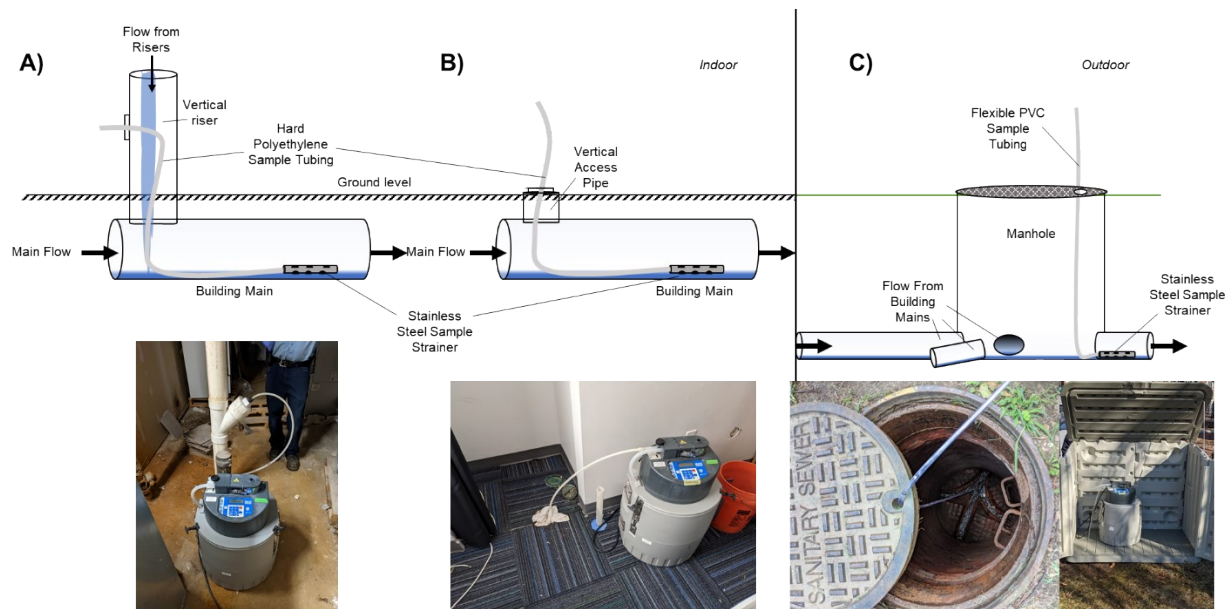 Flow from
Risers
A)
Vertical
riser
Hard
Polyethylene
Sample Tubing
Ground level
Main Flow
Building Main
B)
Indoor
Vertical
Access
Pipe
Main Flow
Building Main
Stainless
Steel Sample
Strainer
C)
Outdoor
Flexible PVC
Sample
Tubing
Manhole
Flow From
Building
Mains
Stainless
Steel Sample
Strainer
SANITARY SEWER